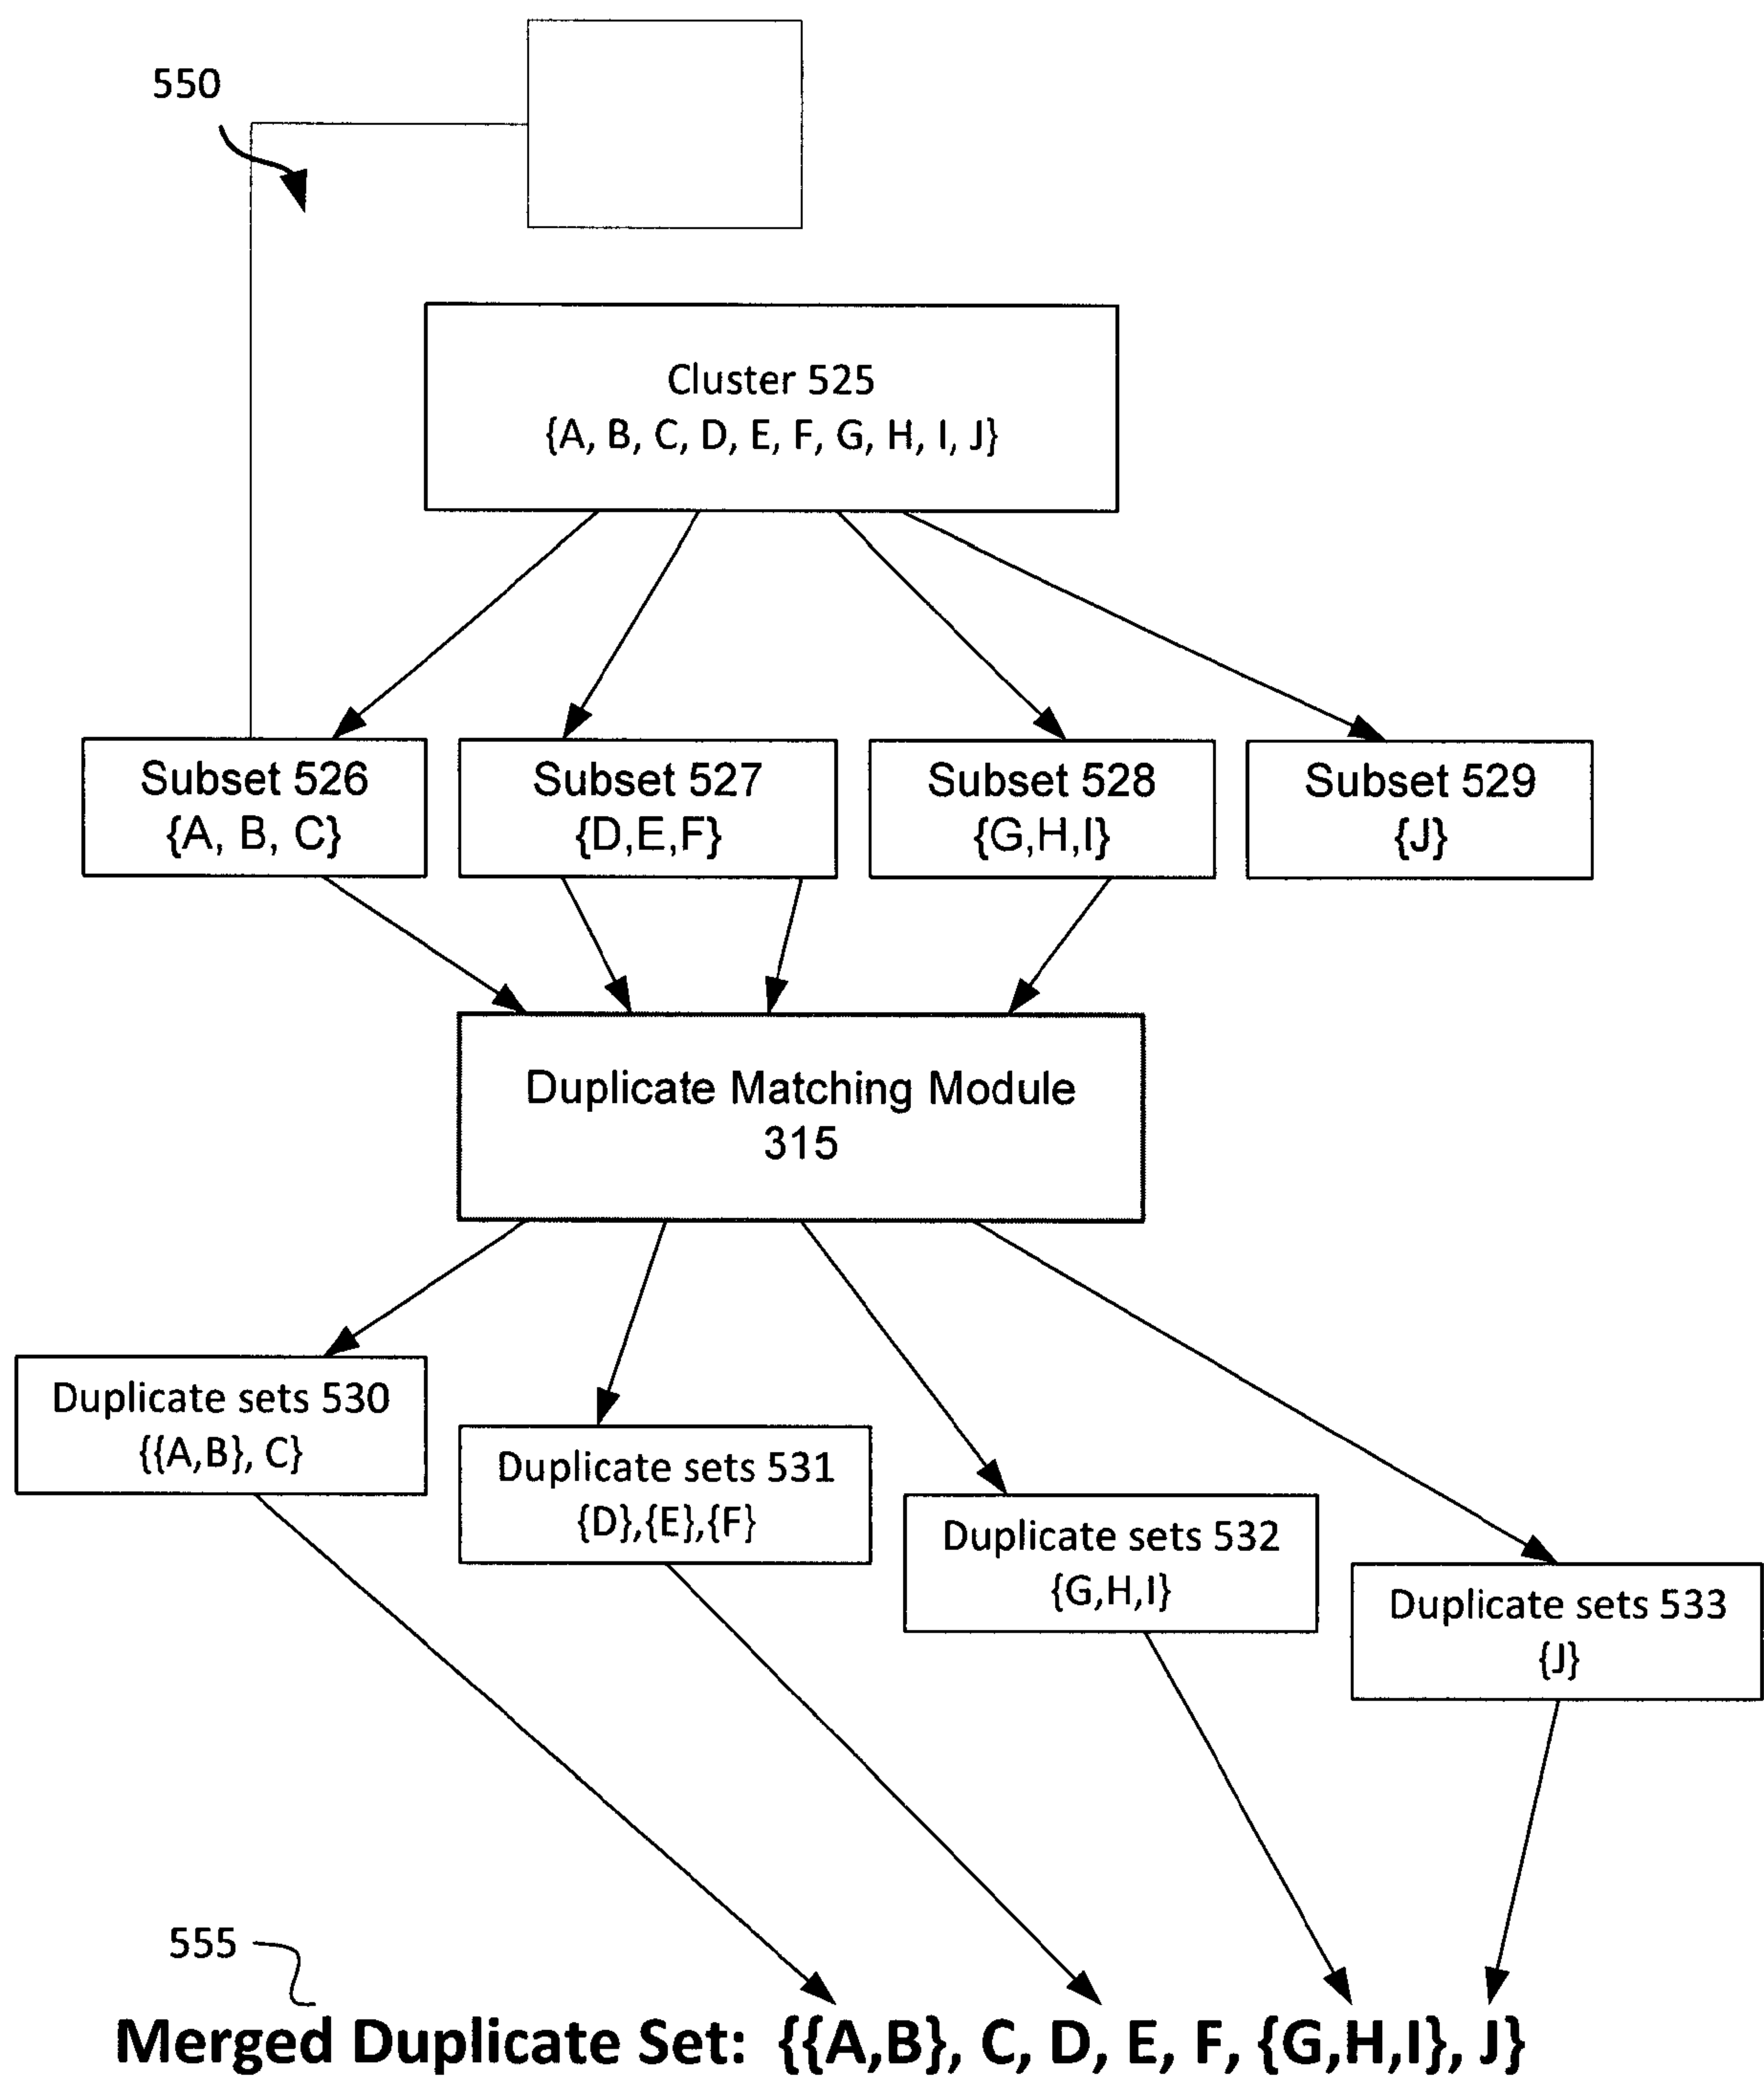 550
Cluster 525
{A, B, C, D, E, F, G, H, I, J}
Subset 526
{A, B, C}
Subset 527
{D,E,F}
Subset 528
{G,H,I}
Subset 529
{J}
Duplicate Matching Module
315
Duplicate sets 530
{{A,B}, C}
Duplicate sets 531
{D},{E},{F}
Duplicate sets 532
{G,H,I}
Duplicate sets 533
{J}
555
Merged Duplicate Set: {{A,B}, C, D, E, F, {G,H,I}, J}